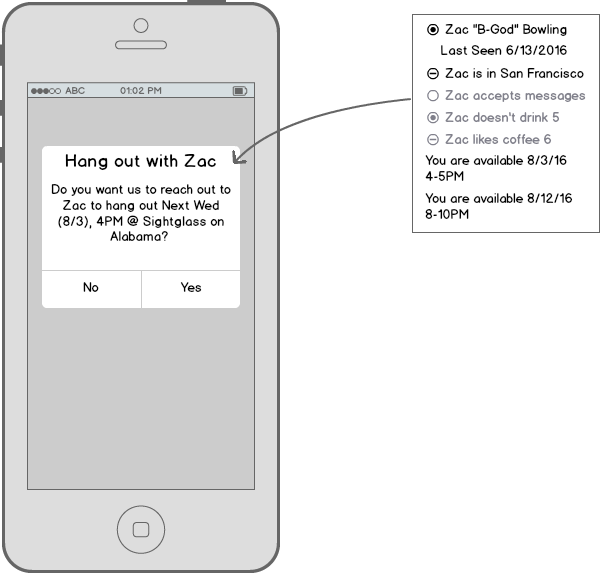 ABC 01:02 PM
Hang out with Zac
Do you want us to reach out to
Zac to hang out Next Wed
(8/3), 4PM @ Sightglass on
Alabama?
No Yes
Zac "B-God" Bowling
Last Seen 6/13/2016
Zac is in San Francisco
Zac accepts messages
Zac doesn't drink 5
Zac likes coffee 6
You are available 8/3/16
4-5PM
You are available 8/12/16
8-10PM